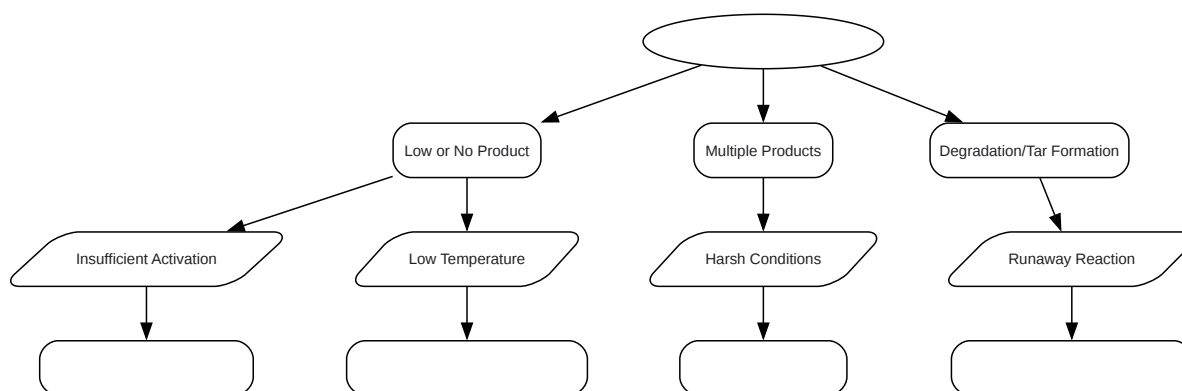 Low or No Product
Multiple Products
Degradation/Tar Formation
Insufficient Activation
Low Temperature
Harsh Conditions
Runaway Reaction